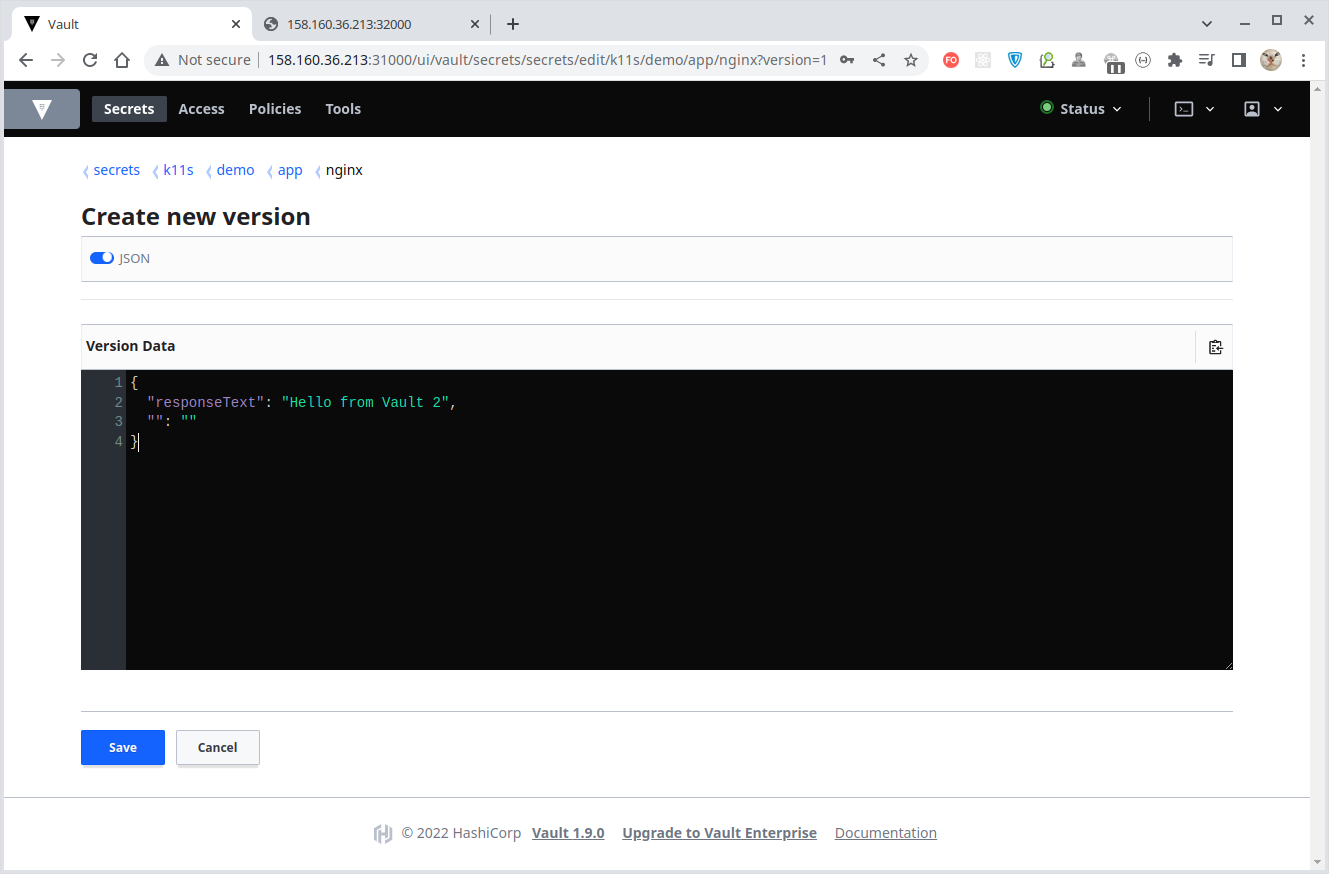 Vault
158.160.36.213:32000
Not secure
158.160.36.213:31000/ui/vault/secrets/secrets/edit/k11s/demo/app/nginx?version=1
FO
Secrets Access Policies Tools Status
secrets k11s demo app nginx
Create new version
JSON
Version Data
1 {
2 "responseText": "Hello from Vault 2",
3 "": ""
4 }
Save Cancel
© 2022 HashiCorp Vault 1.9.0 Upgrade to Vault Enterprise Documentation